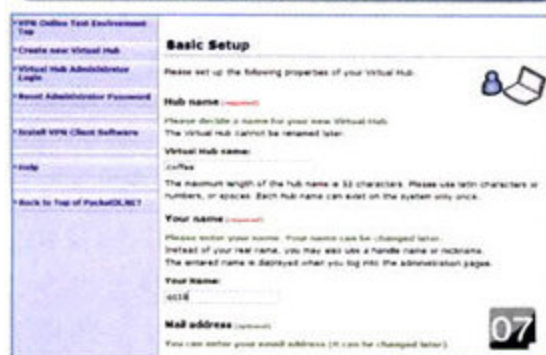 VPN Online Test Environment
Top
Create new Virtual Hub
Virtual Hub Administrator
Login
Reset Administrator Password
Install VPN Client Software
Help
Back to Top of PacketiX.NET
Basic Setup
Please set up the following properties of your Virtual Hub.
Hub name (required)
Please decide a name for your new Virtual Hub.
The Virtual Hub cannot be renamed later.
Virtual Hub name:
coffee
The maximum length of the hub name is 32 characters. Please use latin characters or
numbers, or spaces. Each Hub name can exist on the system only once.
Your name (required)
Please enter your name. Your name can be changed later.
Instead of your real name, you may also use a handle name or nickname.
The entered name is displayed when you log into the administration pages.
Your Name:
Mail address (optional)
You can enter your email address (it can be changed later).
07